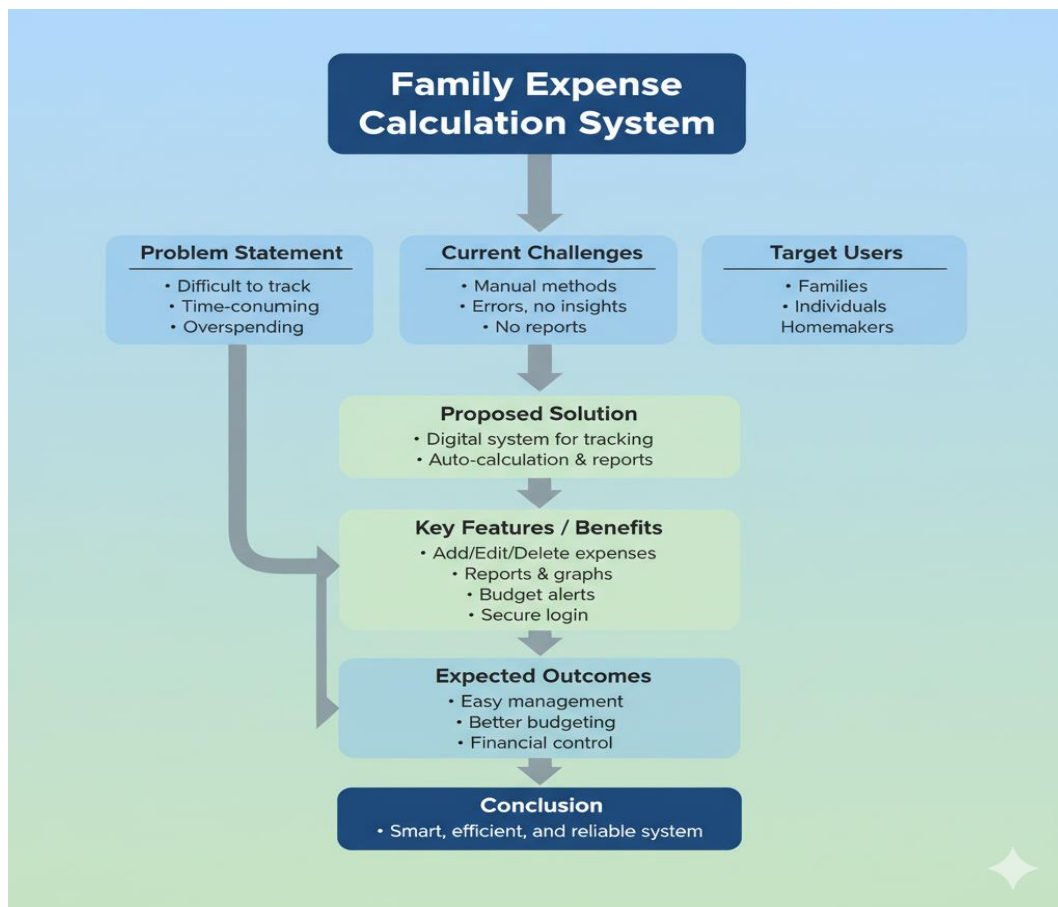 Family Expense
Calculation System
Problem Statement
• Difficult to track
• Time-conuming
• Overspending
Current Challenges
• Manual methods
• Errors, no insights
• No reports
Target Users
• Families
• Individuals
Homemakers
Proposed Solution
• Digital system for tracking
• Auto-calculation & reports
Key Features / Benefits
• Add/Edit/Delete expenses
• Reports & graphs
• Budget alerts
• Secure login
Expected Outcomes
• Easy management
• Better budgeting
• Financial control
Conclusion
• Smart, efficient, and reliable system